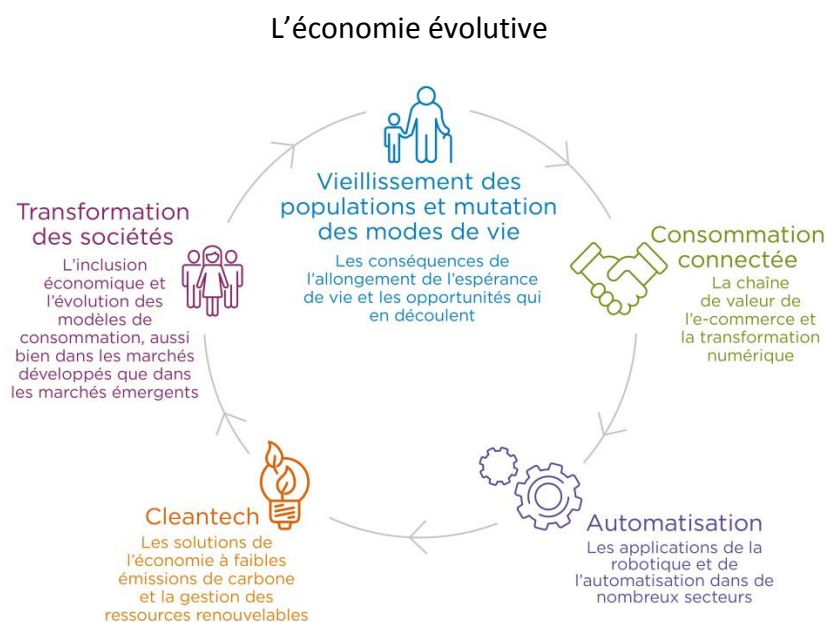 L’économie évolutive
Vieillissement des
populations et mutation
des modes de vie
Les conséquences de
l’allongement de l’espérance
de vie et les opportunités qui
en découlent
Consommation
connectée
La chaîne
de valeur de
l’e-commerce et
la transformation
numérique
Automatisation
Les applications de la
robotique et de
l’automatisation dans de
nombreux secteurs
Cleantech
Les solutions de
l’économie à faibles
émissions de carbone
et la gestion des
ressources renouvelables
Transformation
des sociétés
L’inclusion
économique et
l’évolution des
modèles de
consommation, aussi
bien dans les marchés
développés que dans
les marchés émergents